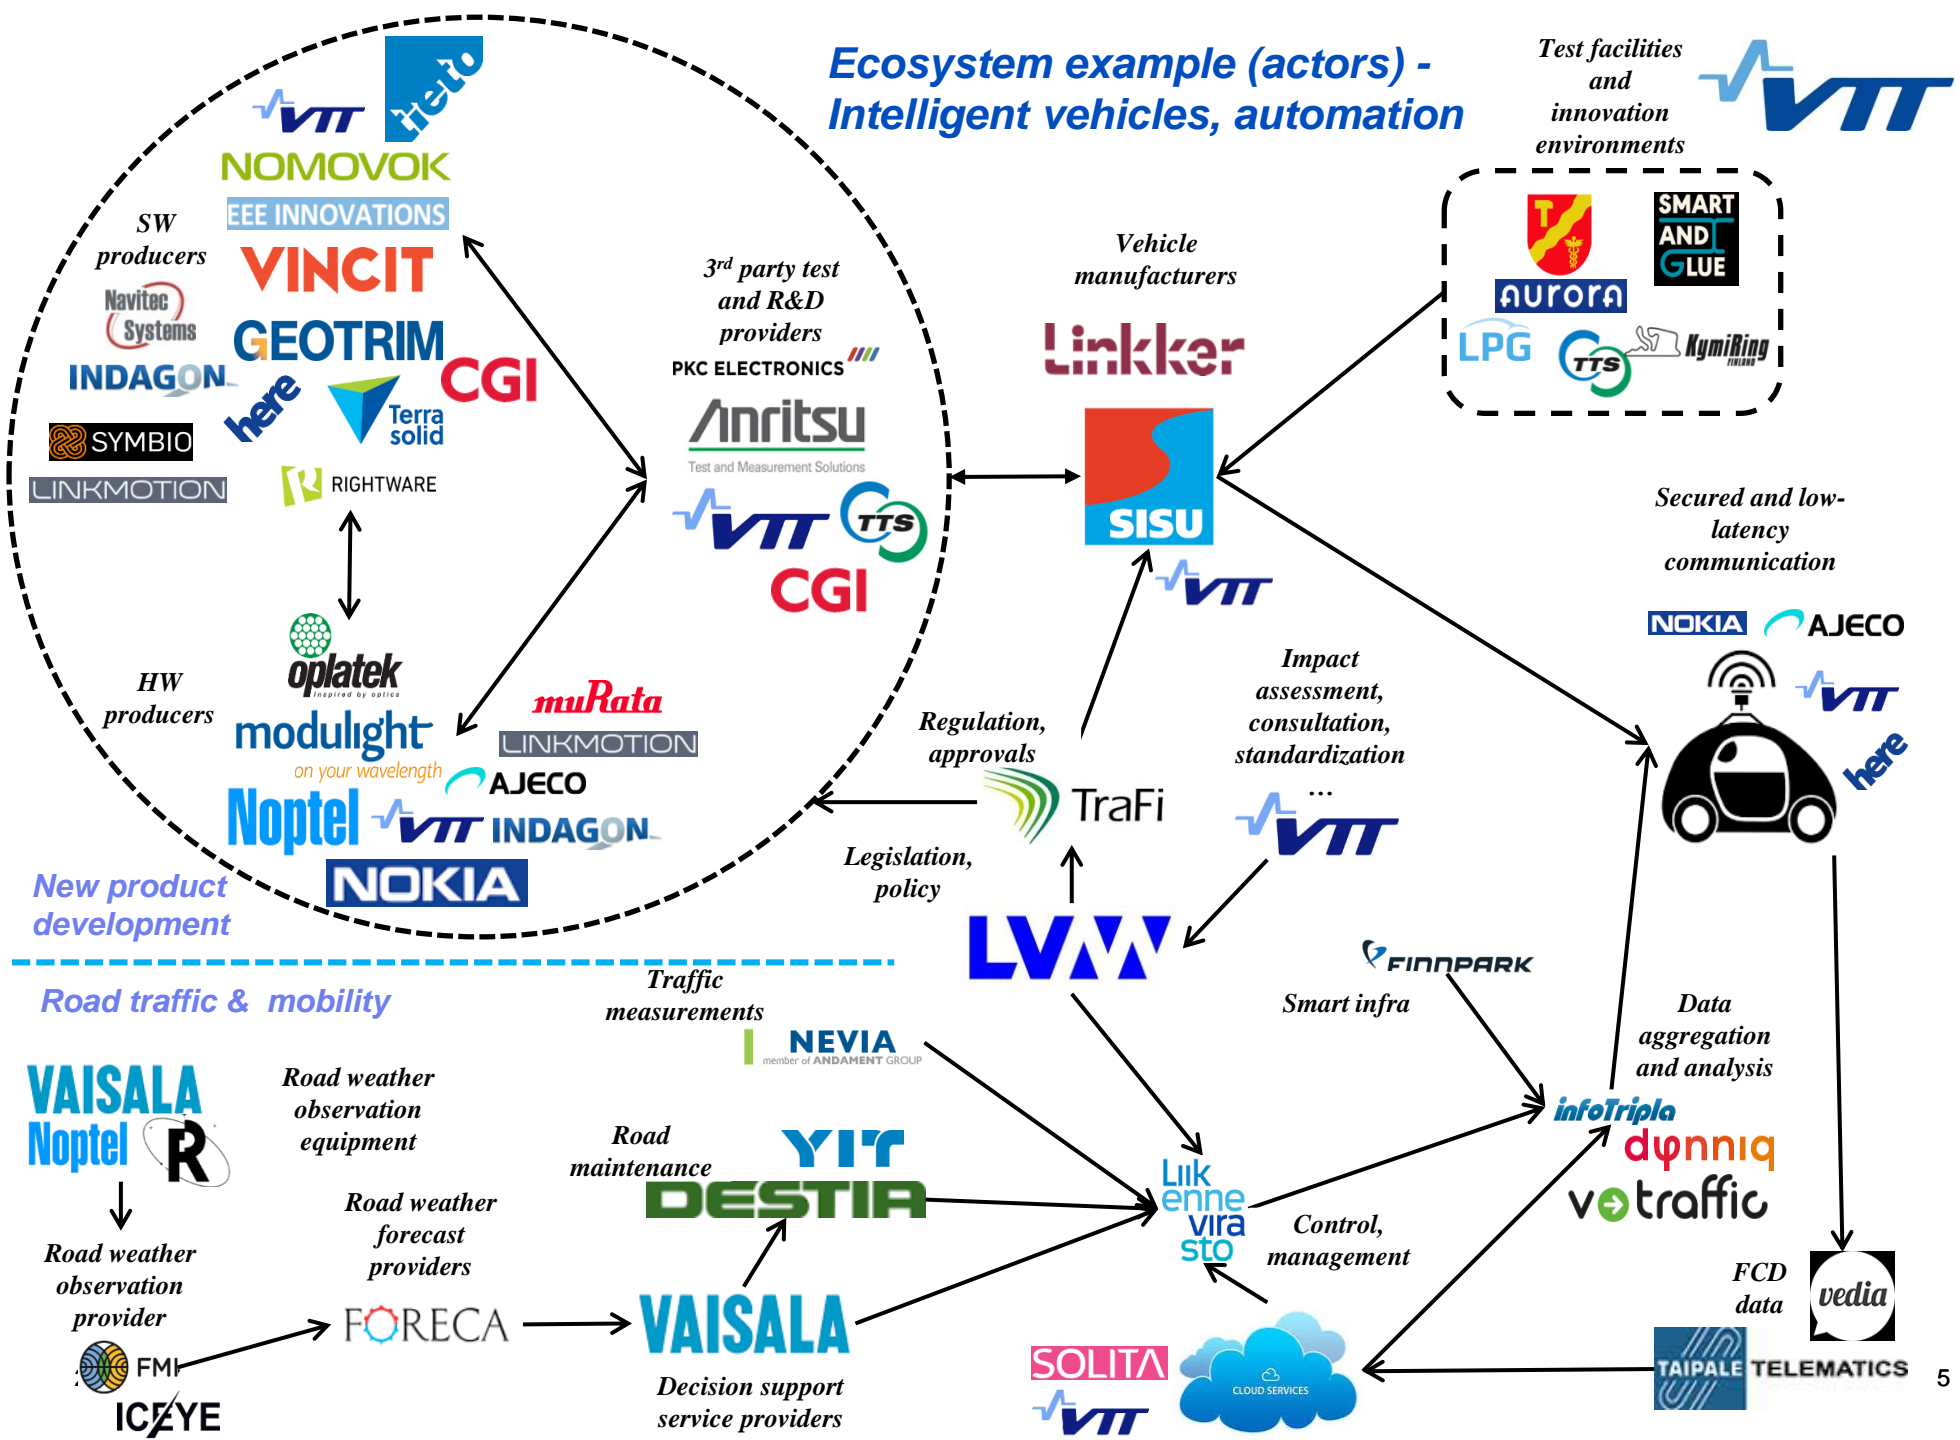 Ecosystem example (actors) -
Intelligent vehicles, automation
Test facilities
and
innovation
environments
VTT
VTT
ireto
NOMOVOK
EEE INNOVATIONS
SW
producers
VINCIT
Navitec
Systems
GEOTRIM
INDAGON
CGI
here
Terra
solid
SYMBIO
LINKMOTION
RIGHTWARE
3rd party test
and R&D
providers
PKC ELECTRONICS
Anritsu
Test and Measurement Solutions
VTT
TTS
CGI
Vehicle
manufacturers
Linkker
SISU
VTT
T
SMART
AND
GLUE
AURORA
LPG
TTS
KymiRing
FINLAND
Secured and low-
latency
communication
NOKIA
AJECO
VTT
here
oplatek
Inspired by optics
HW
producers
muRata
modulight
on your wavelength
LINKMOTION
AJECO
Noptel
VTT
INDAGON
NOKIA
Regulation,
approvals
TraFi
Impact
assessment,
consultation,
standardization
...
VTT
Legislation,
policy
LVM
New product
development
Road traffic & mobility
Traffic
measurements
NEVIA
member of ANDAMENT GROUP
FINNPARK
Smart infra
Data
aggregation
and analysis
infoTripla
dynniq
v traffic
VAISALA
Noptel
R
Road weather
observation
equipment
Road
maintenance
YIT
DESTIA
Liik
enne
vira
sto
Control,
management
Road weather
forecast
providers
Road weather
observation
provider
FORECA
VAISALA
Decision support
service providers
FMI
ICEYE
SOLITA
VTT
CLOUD SERVICES
FCD
data
vedia
TAIPALE TELEMATICS
5